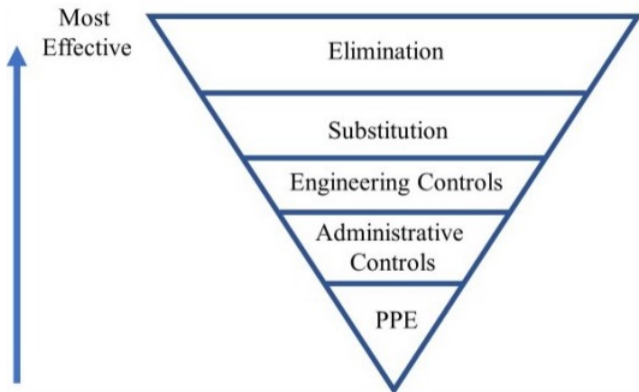 Most
Effective
Elimination
Substitution
Engineering Controls
Administrative
Controls
PPE